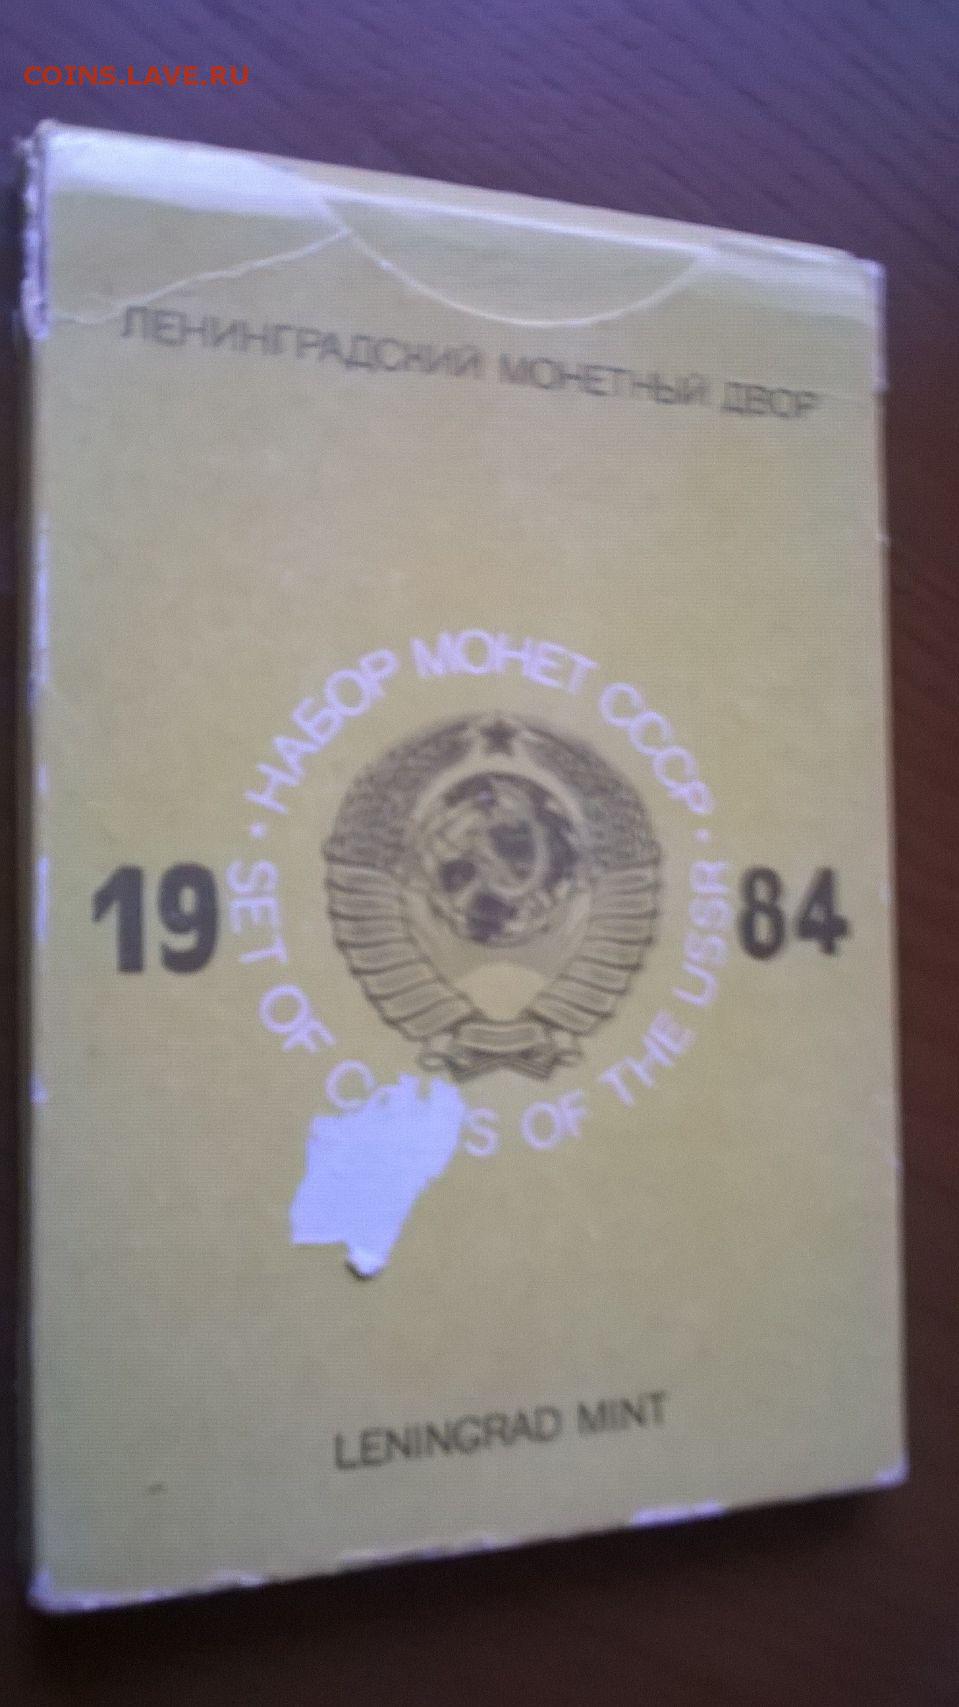 COINS.LAVE.RU
ЛЕНИНГРАДСКИЙ МОНЕТНЫЙ ДВОР
· НАБОР МОНЕТ СССР ·
19 84
SET OF OF THE USSR
LENINGRAD MINT